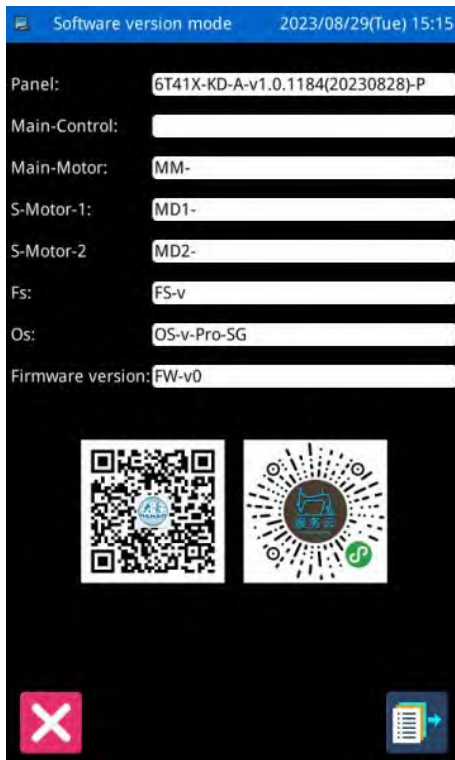 Software version mode 2023/08/29(Tue) 15:15
Panel: 6T41X-KD-A-v1.0.1184(20230828)-P
Main-Control:
Main-Motor: MM-
S-Motor-1: MD1-
S-Motor-2 MD2-
Fs: FS-v
Os: OS-v-Pro-SG
Firmware version: FW-v0
服务云